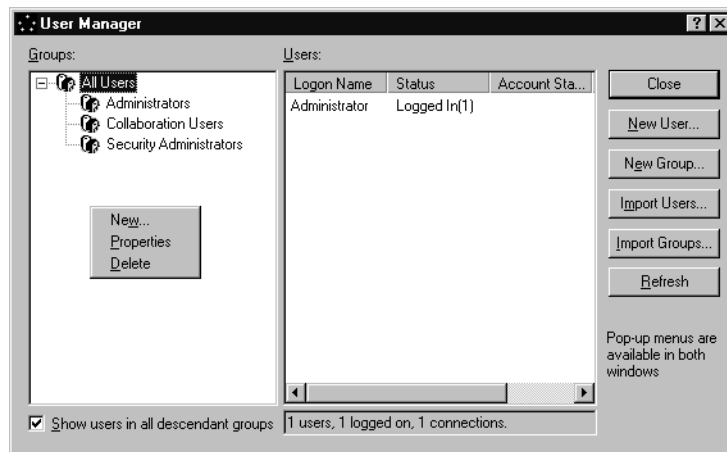 User Manager
Groups:
Users:
All Users
Administrators
Collaboration Users
Security Administrators
New...
Properties
Delete
Logon Name Status Account Sta...
Administrator Logged In(1)
Close
New User...
New Group...
Import Users...
Import Groups...
Refresh
Pop-up menus are
available in both
windows
Show users in all descendant groups
1 users, 1 logged on, 1 connections.